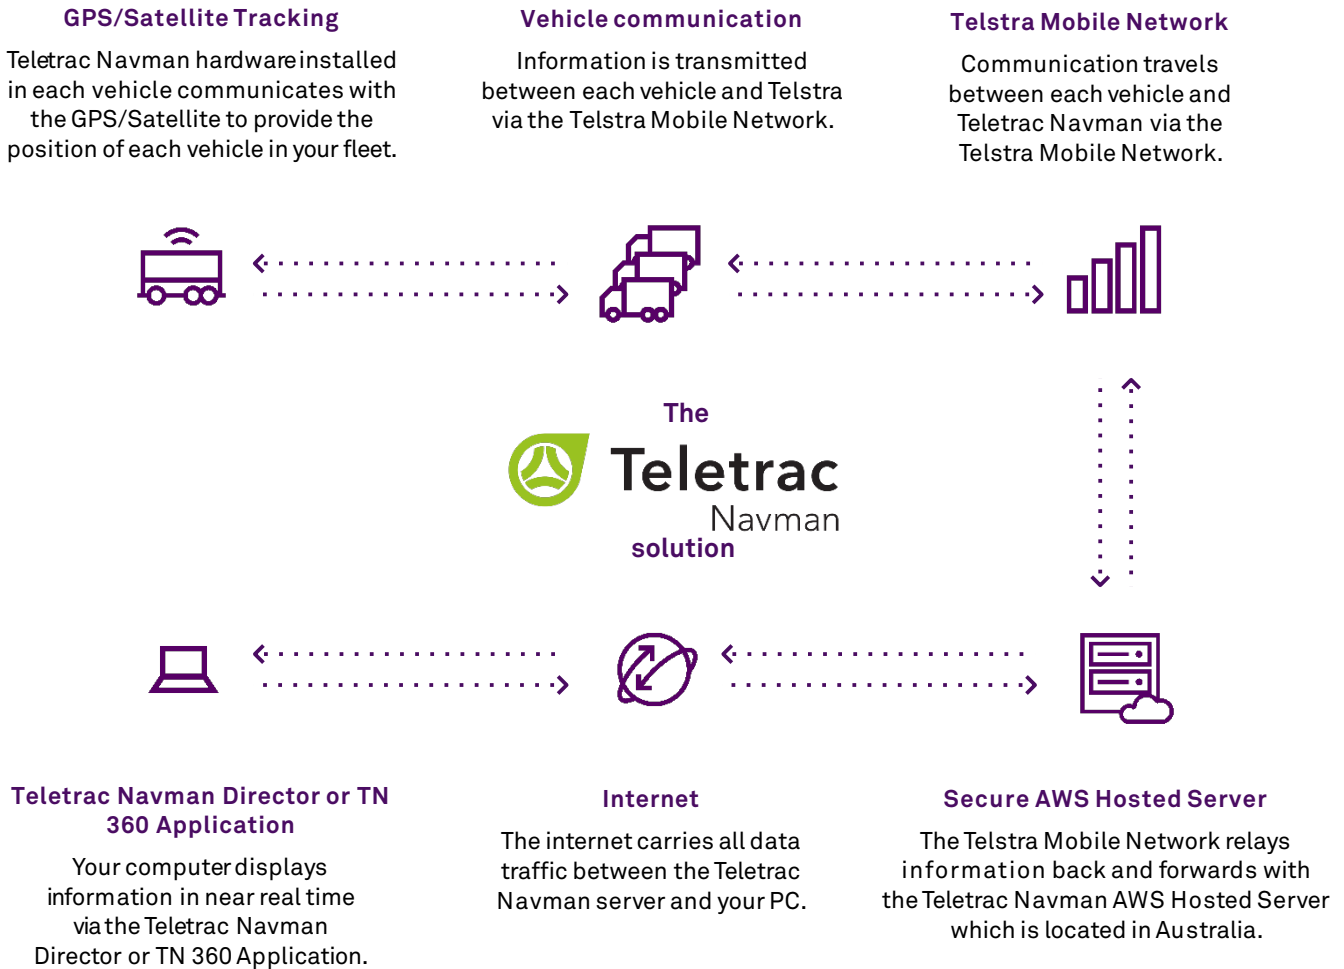 GPS/Satellite Tracking
Teletrac Navman hardware installed
in each vehicle communicates with
the GPS/Satellite to provide the
position of each vehicle in your fleet.
Vehicle communication
Information is transmitted
between each vehicle and Telstra
via the Telstra Mobile Network.
Telstra Mobile Network
Communication travels
between each vehicle and
Teletrac Navman via the
Telstra Mobile Network.
The
Teletrac
Navman
solution
Teletrac Navman Director or TN
360 Application
Your computer displays
information in near real time
via the Teletrac Navman
Director or TN 360 Application.
Internet
The internet carries all data
traffic between the Teletrac
Navman server and your PC.
Secure AWS Hosted Server
The Telstra Mobile Network relays
information back and forwards with
the Teletrac Navman AWS Hosted Server
which is located in Australia.